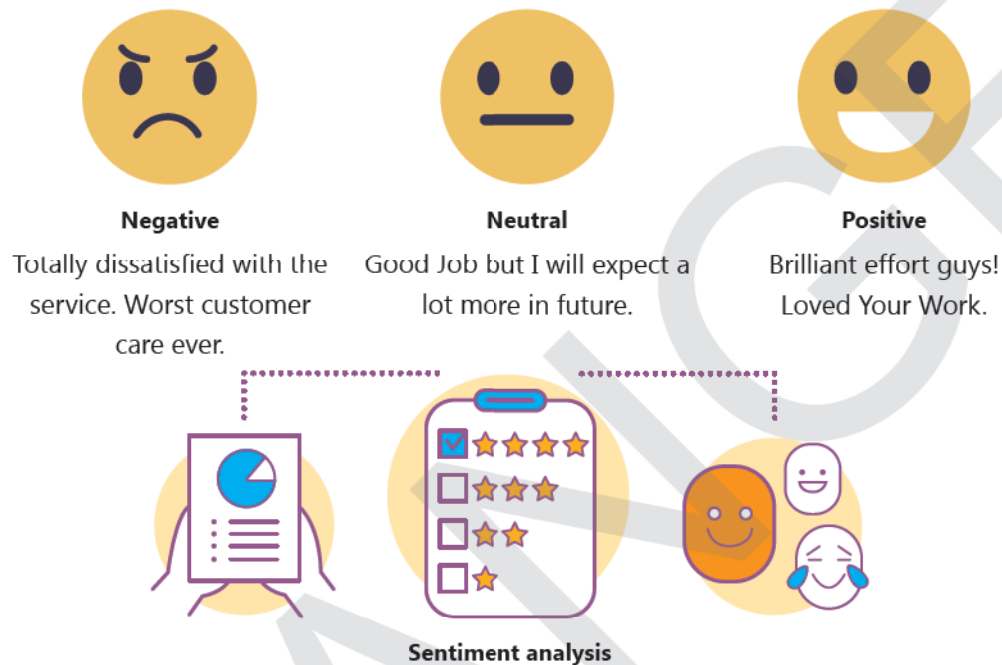 Negative
Totally dissatisfied with the
service. Worst customer
care ever.
Neutral
Good Job but I will expect a
lot more in future.
Positive
Brilliant effort guys!
Loved Your Work.
Sentiment analysis